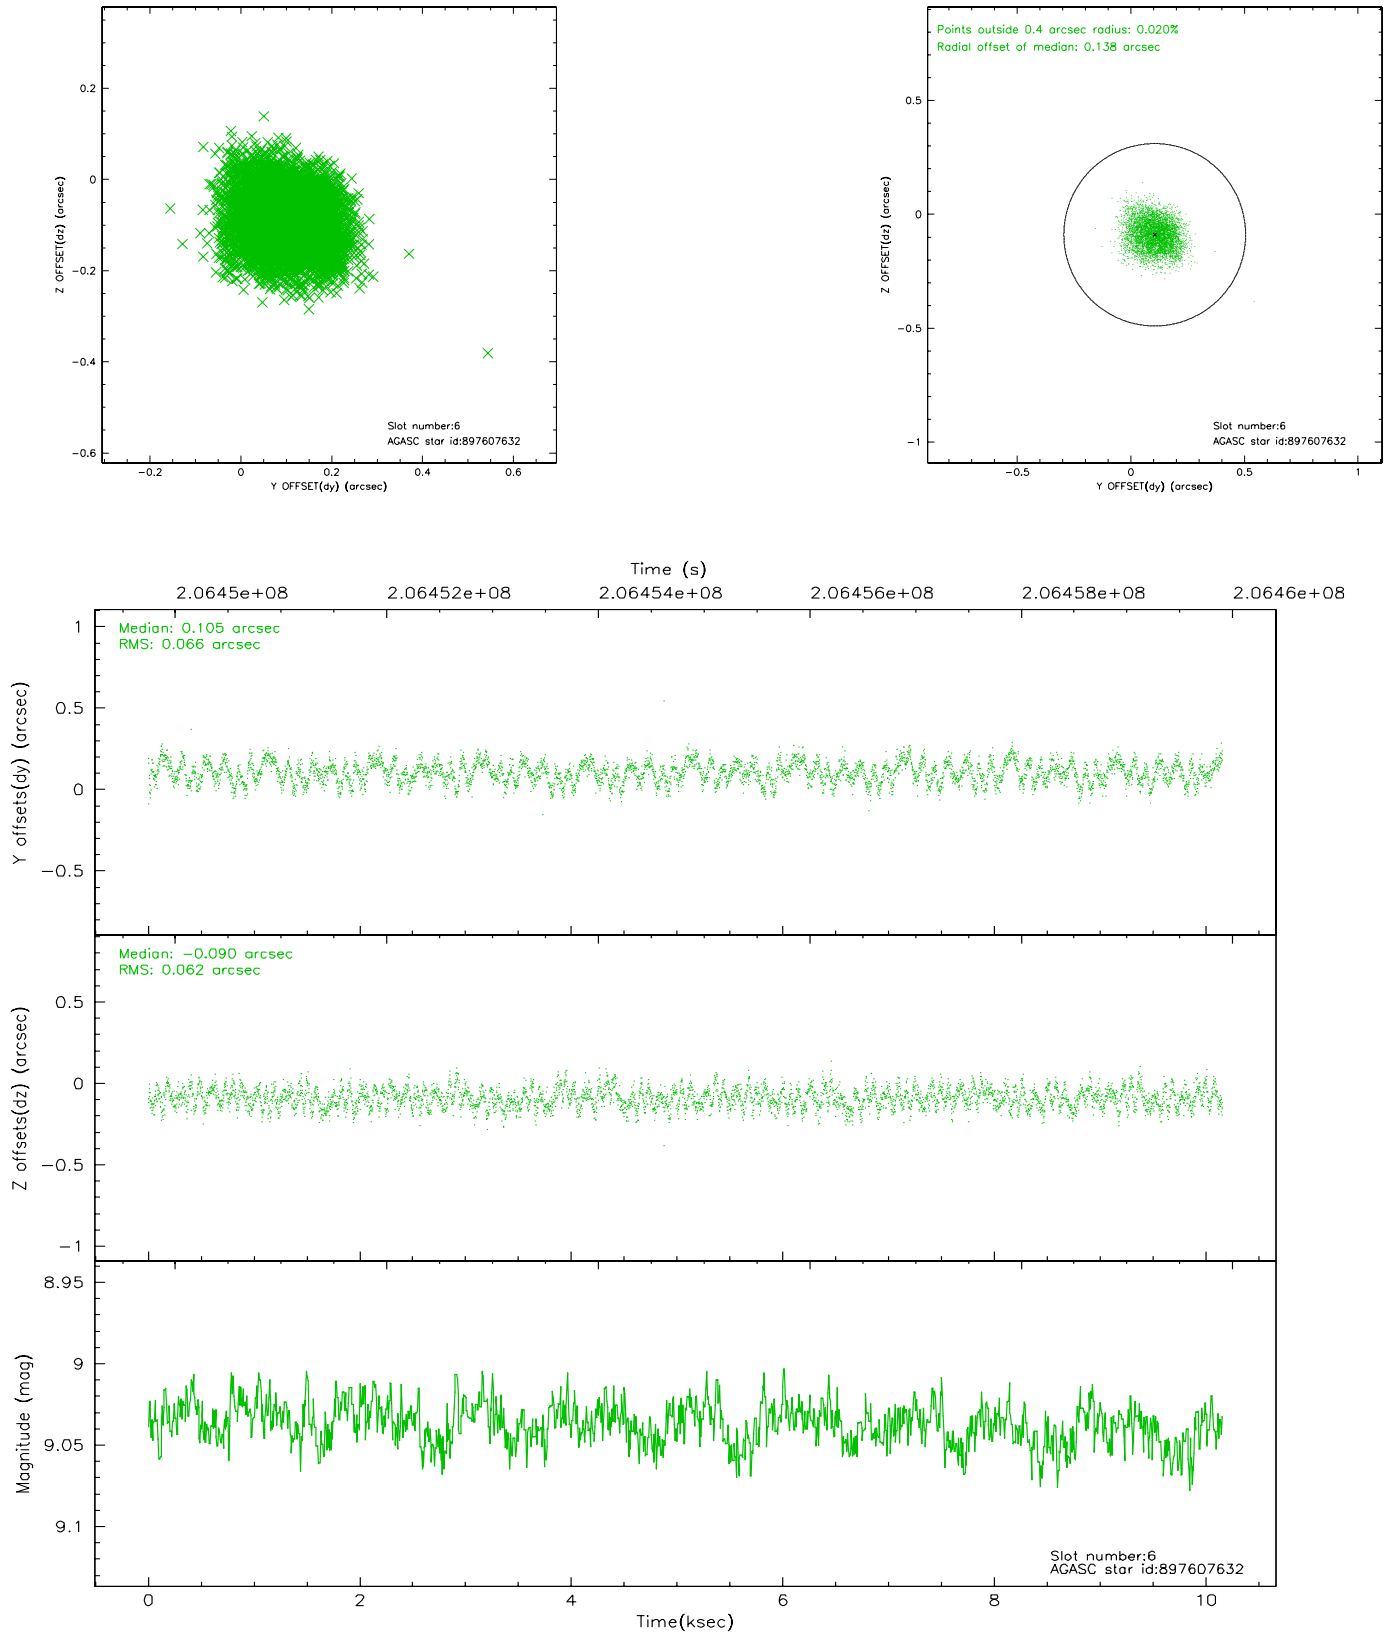 0.2
0
−0.2
−0.4
−0.6
Z OFFSET(dz) (arcsec)
Slot number:6
AGASC star id:897607632
−0.2 0 0.2 0.4 0.6
Y OFFSET(dy) (arcsec)
Points outside 0.4 arcsec radius: 0.020%
Radial offset of median: 0.138 arcsec
0.5
0
−0.5
−1
Z OFFSET(dz) (arcsec)
Slot number:6
AGASC star id:897607632
−0.5 0 0.5 1
Y OFFSET(dy) (arcsec)
Time (s)
2.0645e+08 2.06452e+08 2.06454e+08 2.06456e+08 2.06458e+08 2.0646e+08
Median: 0.105 arcsec
RMS: 0.066 arcsec
1
0.5
0
−0.5
Y offsets(dy) (arcsec)
Median: −0.090 arcsec
RMS: 0.062 arcsec
0.5
0
−0.5
−1
Z offsets(dz) (arcsec)
8.95
9
9.05
9.1
Magnitude (mag)
Slot number:6
AGASC star id:897607632
0 2 4 6 8 10
Time(ksec)